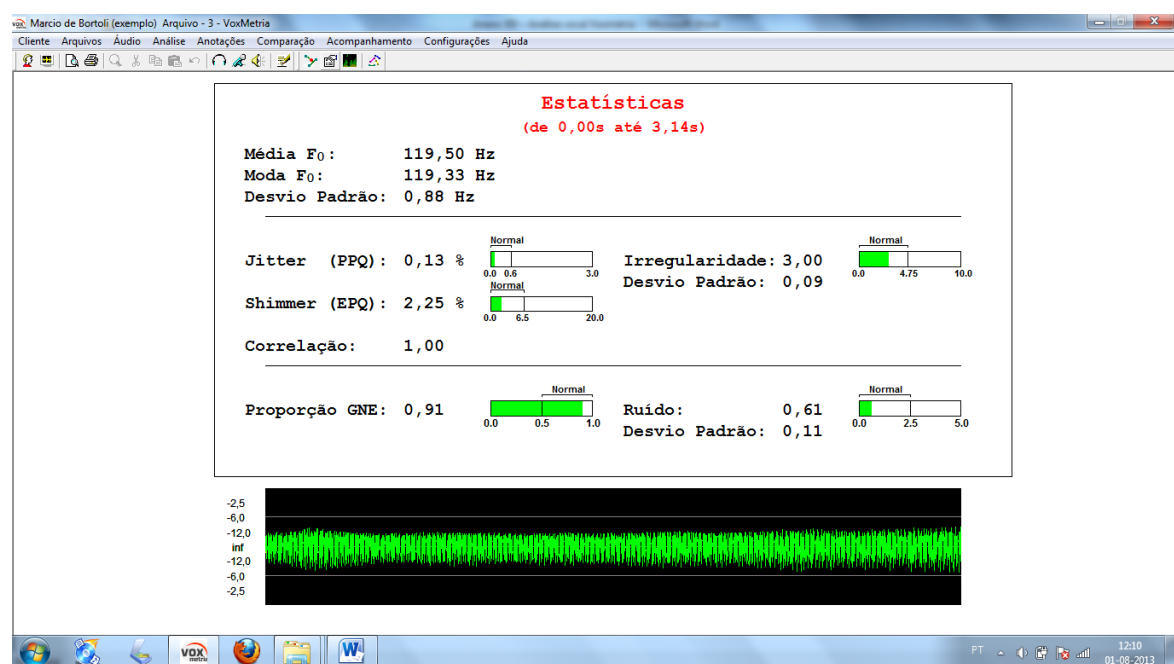 Marcio de Bortoli (exemplo) Arquivo - 3 - VoxMetria
Cliente Arquivos Áudio Análise Anotações Comparação Acompanhamento Configurações Ajuda
Estatísticas
(de 0,00s até 3,14s)
Média F0: 119,50 Hz
Moda F0: 119,33 Hz
Desvio Padrão: 0,88 Hz
Normal
Jitter (PPQ): 0,13 %
0.0 0.6 3.0
Normal
Irregularidade: 3,00
0.0 4.75 10.0
Desvio Padrão: 0,09
Normal
Shimmer (EPQ): 2,25 %
0.0 6.5 20.0
Correlação: 1,00
Normal
Proporção GNE: 0,91
0.0 0.5 1.0
Normal
Ruído: 0,61
0.0 2.5 5.0
Desvio Padrão: 0,11
-2,5
-6,0
-12,0
inf
-12,0
-6,0
-2,5
VOX
metria
W
PT
12:10
01-08-2013